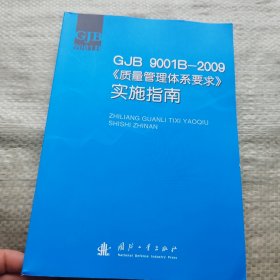 GJB
9001B
GJB 9001B-2009
《质量管理体系要求》
实施指南
ZHILIANG GUANLI TIXI YAOQIU
SHISHI ZHINAN
国防工业出版社
National Defense Industry Press